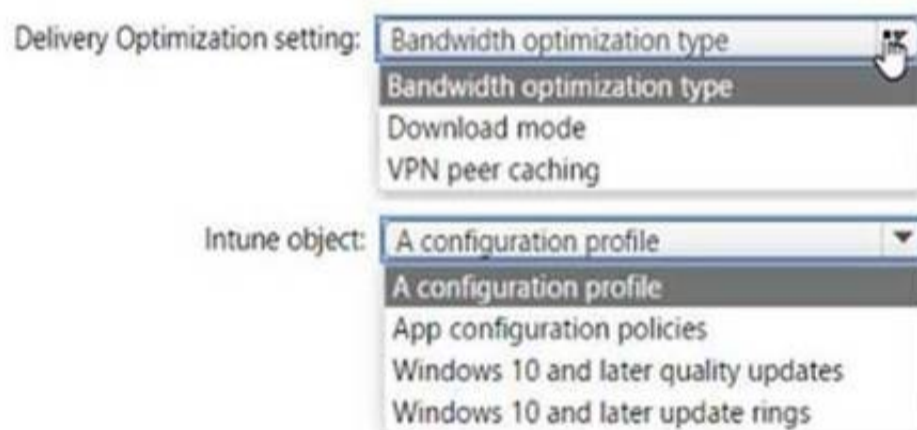 Delivery Optimization setting: Bandwidth optimization type
Bandwidth optimization type
Download mode
VPN peer caching
Intune object: A configuration profile
A configuration profile
App configuration policies
Windows 10 and later quality updates
Windows 10 and later update rings